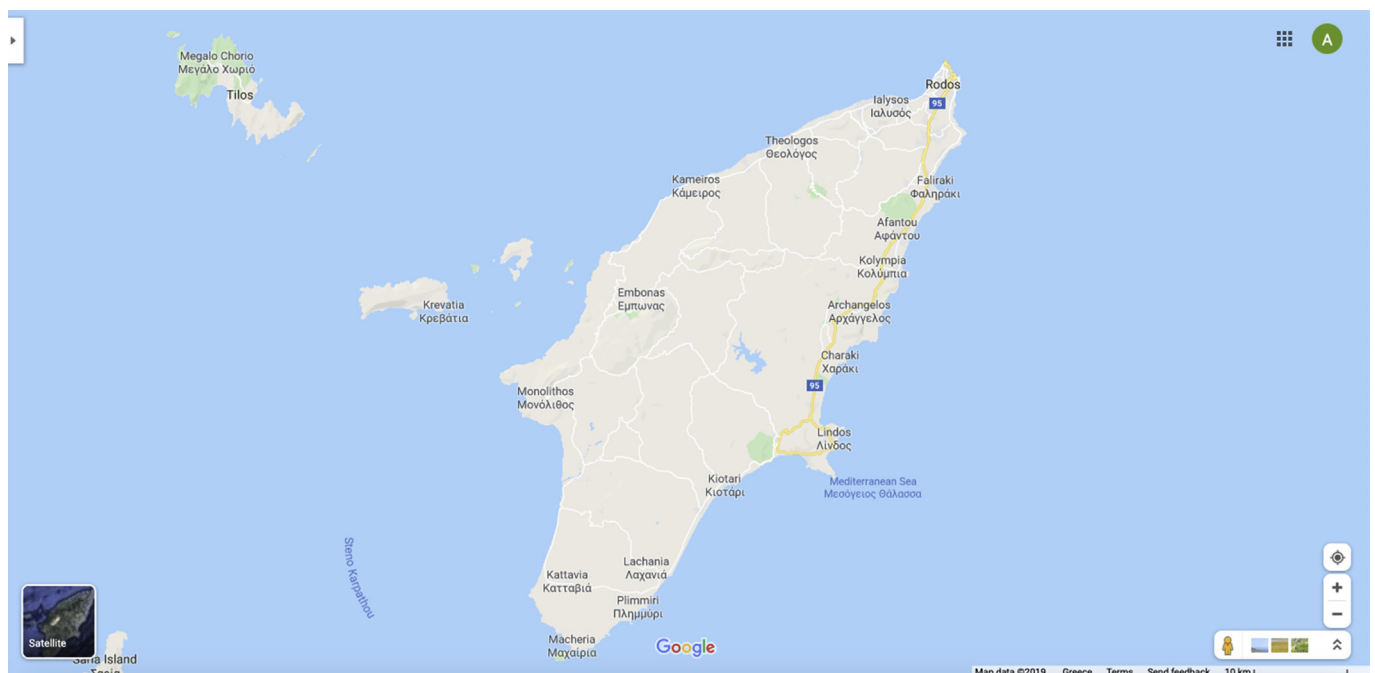 Megalo Chorio
Μεγάλο Χωριό
Tilos
A
Rodos
95
Ialysos
Ιαλυσός
Theologos
Θεολόγος
Kameiros
Κάμειρος
Faliraki
Φαληράκι
Afantou
Αφάντου
Kolympia
Κολύμπια
Krevatia
Κρεβάτια
Embonas
Εμπωνας
Archangelos
Αρχάγγελος
Charaki
Χαράκι
95
Monolithos
Μονόλιθος
Lindos
Λίνδος
Kiotari
Κιοτάρι
Mediterranean Sea
Μεσόγειος Θάλασσα
Steno Karpathou
Lachania
Λαχανιά
Kattavia
Κατταβιά
Plimmiri
Πλημμύρι
Macheria
Μαχαίρια
Google
Satellite
Saria Island
Σαρία
Map data ©2019 Greece Terms Send feedback 10 km